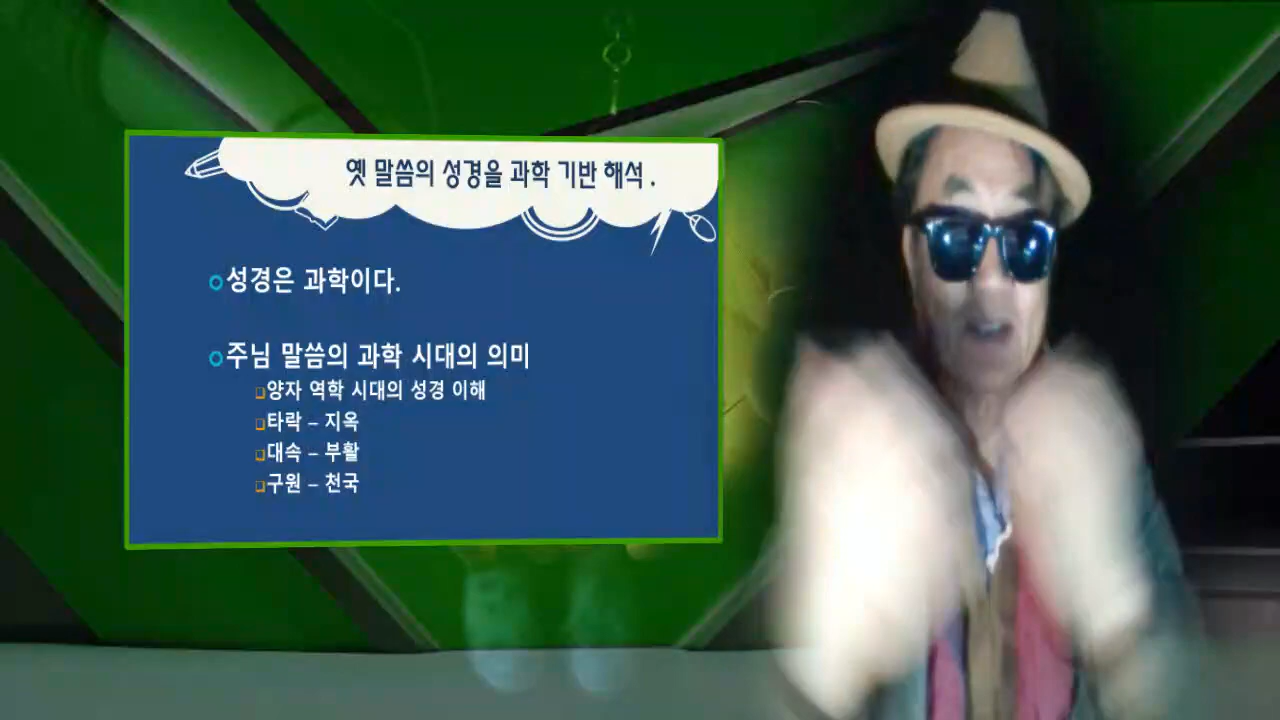 옛 말씀의 성경을 과학 기반 해석 .
성경은 과학이다.
주님 말씀의 과학 시대의 의미
양자 역학 시대의 성경 이해
타락 – 지옥
대속 – 부활
구원 – 천국